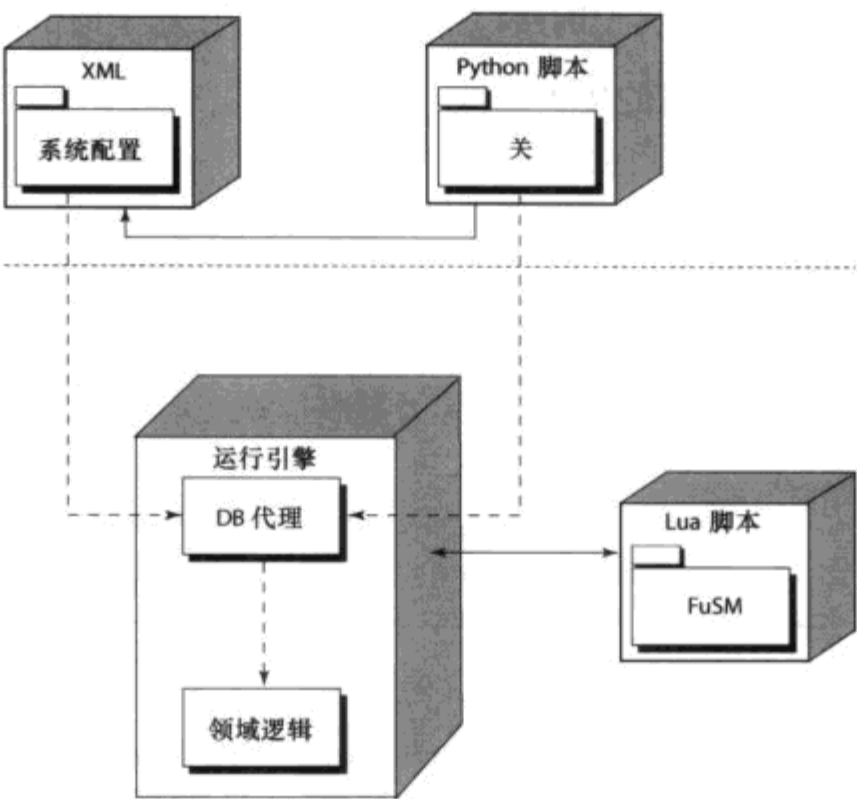 XML
Python 脚本
系统配置
关
运行引擎
DB 代理
Lua 脚本
FuSM
领域逻辑